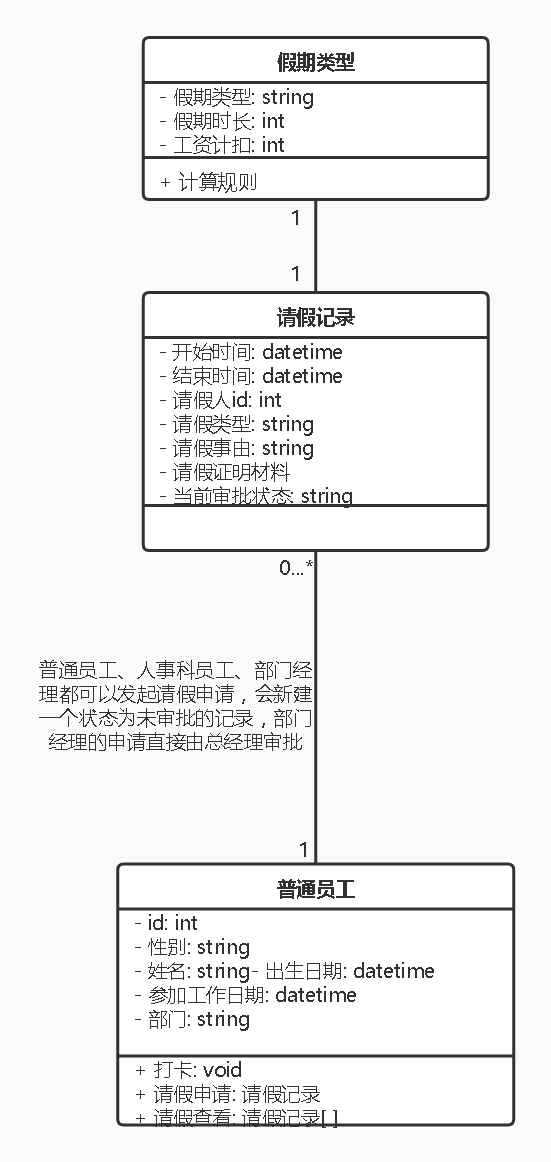 假期类型
- 假期类型: string
- 假期时长: int
- 工资计扣: int
+ 计算规则
1
1
请假记录
- 开始时间: datetime
- 结束时间: datetime
- 请假人id: int
- 请假类型: string
- 请假事由: string
- 请假证明材料
- 当前审批状态: string
0...*
普通员工、人事科员工、部门经
理都可以发起请假申请，会新建
一个状态为未审批的记录，部门
经理的申请直接由总经理审批
1
普通员工
- id: int
- 性别: string
- 姓名: string- 出生日期: datetime
- 参加工作日期: datetime
- 部门: string
+ 打卡: void
+ 请假申请: 请假记录
+ 请假查看: 请假记录[ ]